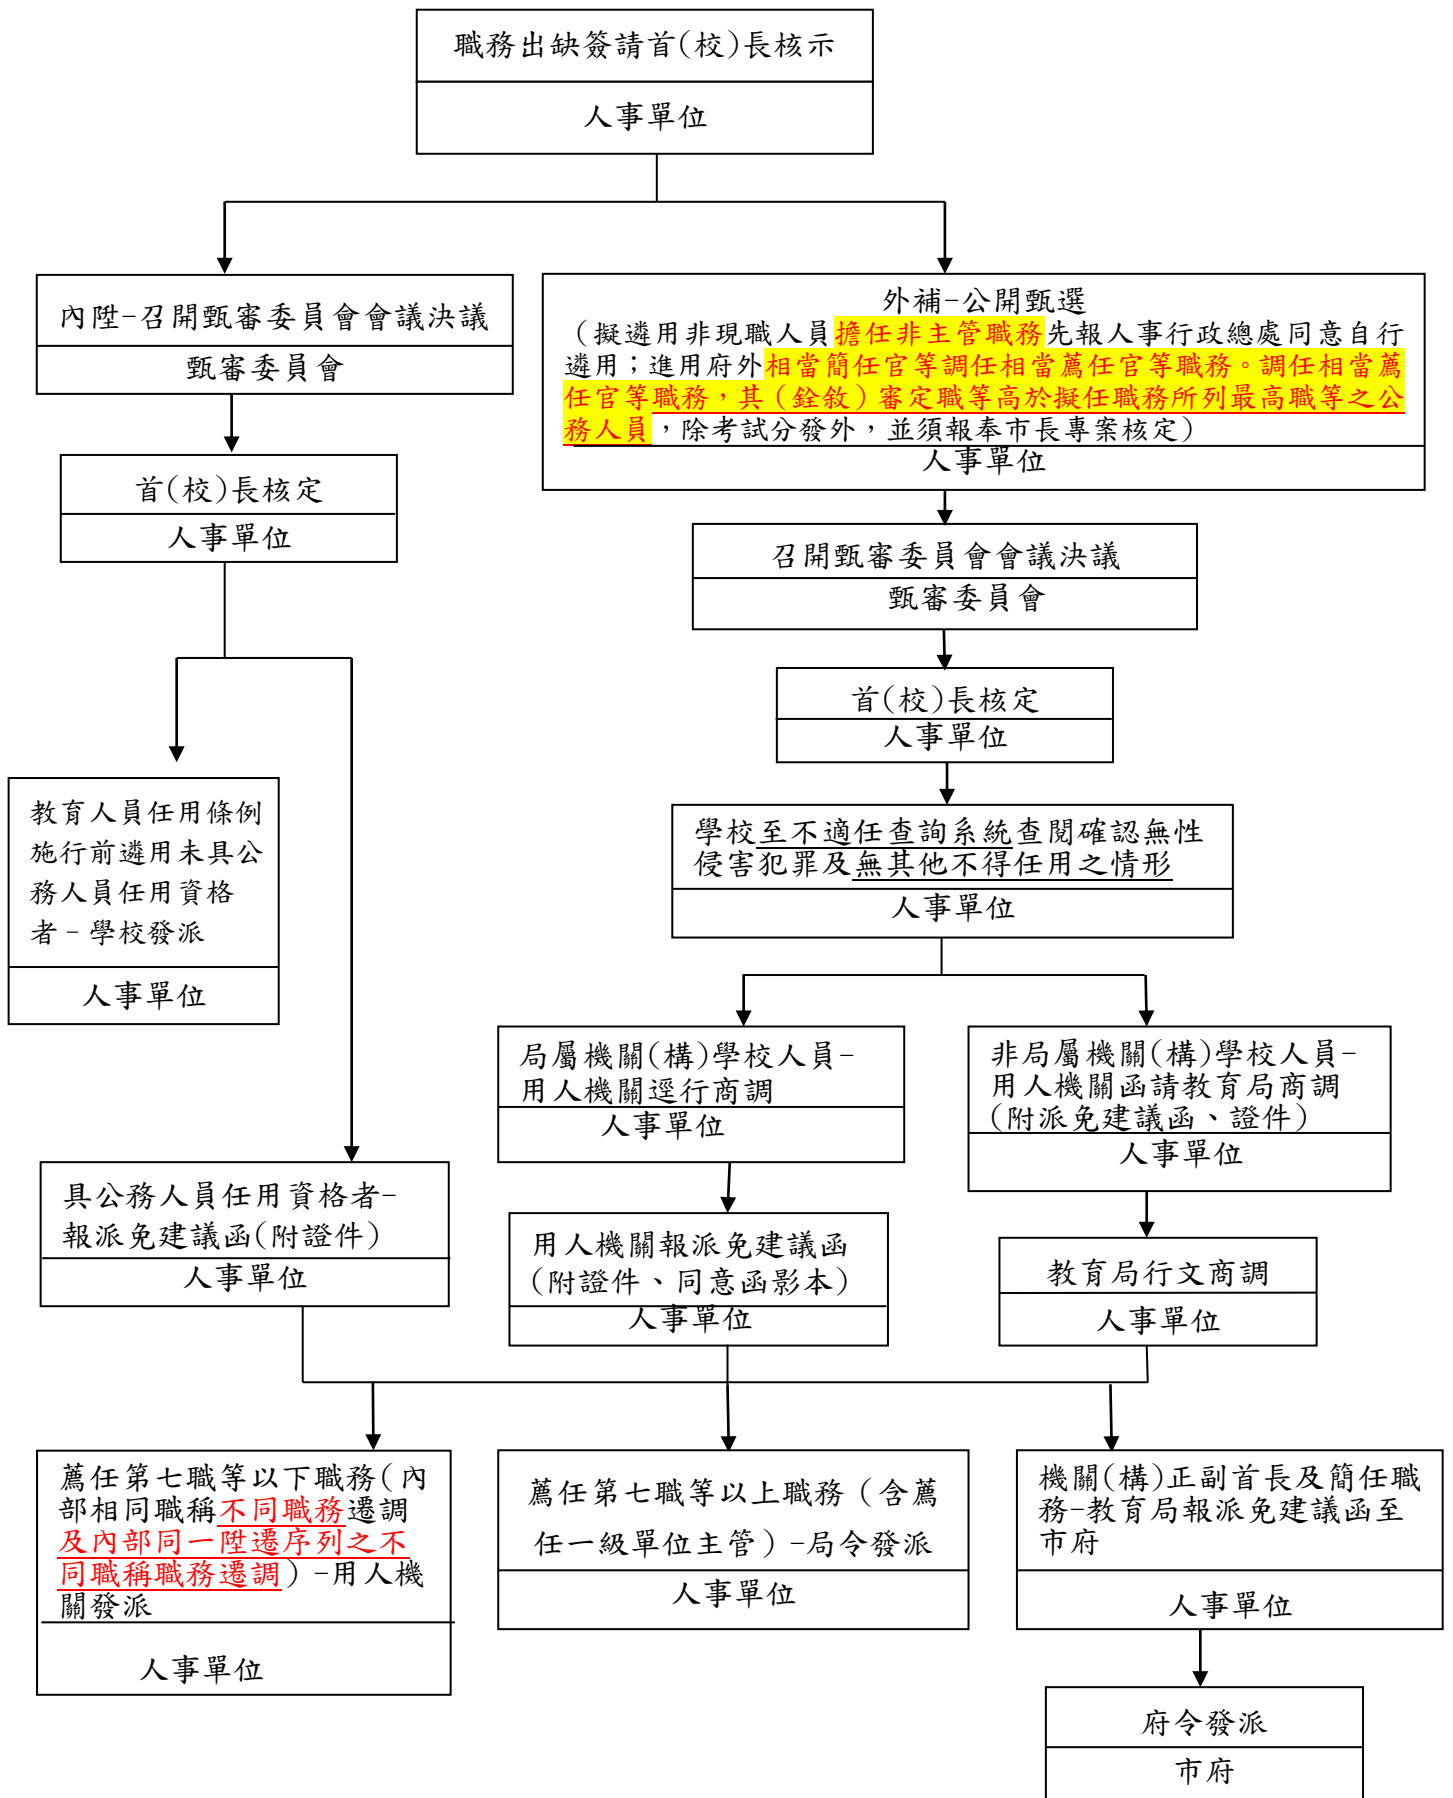 職務出缺簽請首(校)長核示
人事單位
內陞-召開甄審委員會會議決議
甄審委員會
首(校)長核定
人事單位
教育人員任用條例
施行前遴用未具公
務人員任用資格
者-學校發派
人事單位
具公務人員任用資格者-
報派免建議函(附證件)
人事單位
外補-公開甄選
（擬遴用非現職人員擔任非主管職務先報人事行政總處同意自行
遴用；進用府外相當簡任官等調任相當薦任官等職務。調任相當薦
任官等職務，其（銓敘）審定職等高於擬任職務所列最高職等之公
務人員，除考試分發外，並須報奉市長專案核定）
人事單位
召開甄審委員會會議決議
甄審委員會
首(校)長核定
人事單位
學校至不適任查詢系統查閱確認無性
侵害犯罪及無其他不得任用之情形
人事單位
局屬機關(構)學校人員-
用人機關逕行商調
人事單位
用人機關報派免建議函
(附證件、同意函影本)
人事單位
非局屬機關(構)學校人員-
用人機關函請教育局商調
(附派免建議函、證件)
人事單位
教育局行文商調
人事單位
薦任第七職等以下職務(內
部相同職稱不同職務遷調
及內部同一陞遷序列之不
同職稱職務遷調）-用人機
關發派
人事單位
薦任第七職等以上職務（含薦
任一級單位主管）-局令發派
人事單位
機關(構)正副首長及簡任職
務-教育局報派免建議函至
市府
人事單位
府令發派
市府